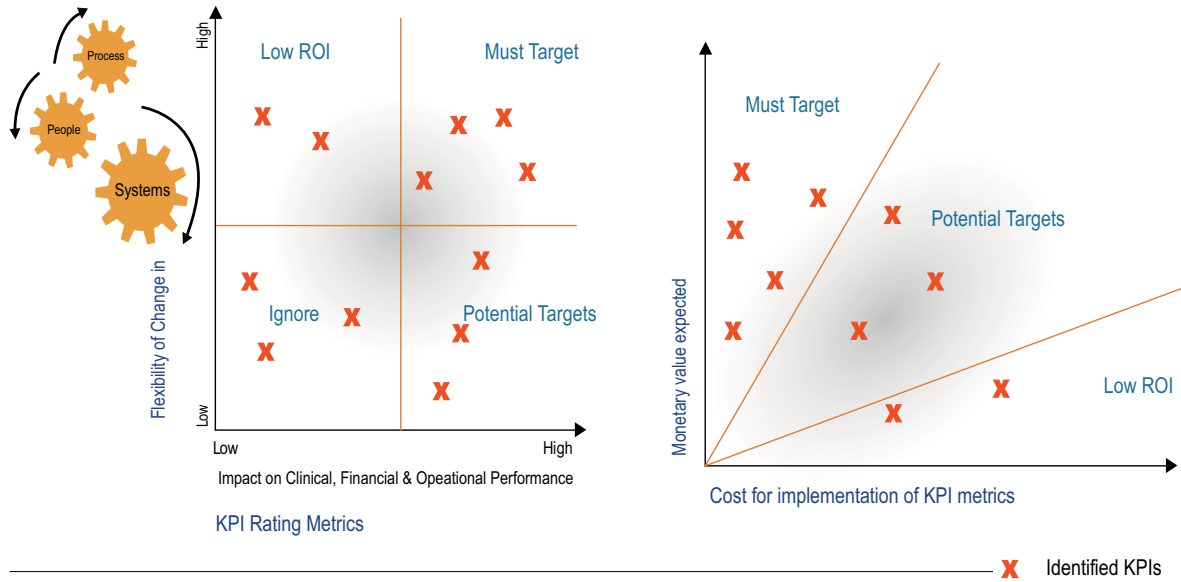 Process
People
Systems
Flexibility of Change in
High
Low
Low ROI
Must Target
Ignore
Potential Targets
Low
High
Impact on Clinical, Financial & Opeational Performance
KPI Rating Metrics
Monetary value expected
Must Target
Potential Targets
Low ROI
Cost for implementation of KPI metrics
X Identified KPIs